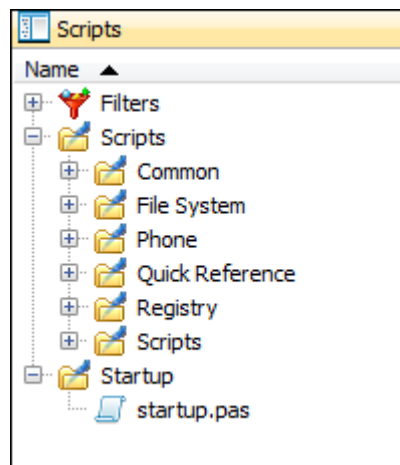 Scripts
Name
Filters
Scripts
Common
File System
Phone
Quick Reference
Registry
Scripts
Startup
startup.pas